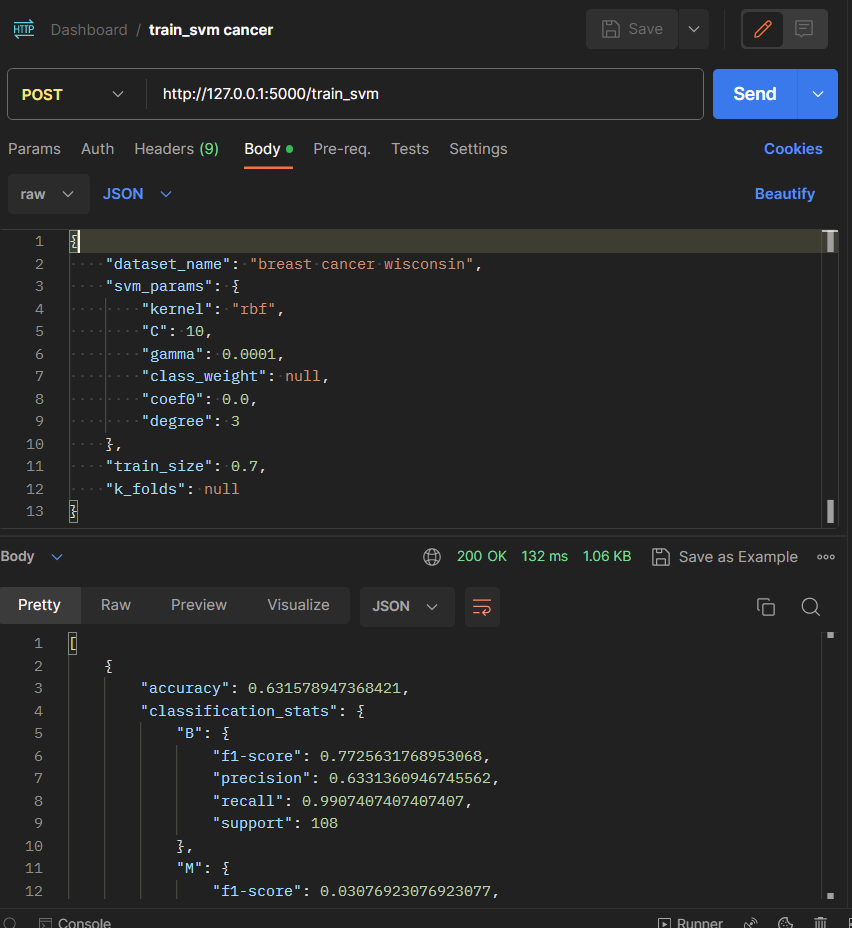 HTTP Dashboard / train_svm cancer Save
POST http://127.0.0.1:5000/train_svm Send
Params Auth Headers (9) Body Pre-req. Tests Settings Cookies
raw JSON Beautify
1 {
2 "dataset_name": "breast cancer wisconsin",
3 "svm_params": {
4 "kernel": "rbf",
5 "C": 10,
6 "gamma": 0.0001,
7 "class_weight": null,
8 "coef0": 0.0,
9 "degree": 3
10 },
11 "train_size": 0.7,
12 "k_folds": null
13 }
Body 200 OK 132 ms 1.06 KB Save as Example
Pretty Raw Preview Visualize JSON
1 [
2 {
3 "accuracy": 0.631578947368421,
4 "classification_stats": {
5 "B": {
6 "f1-score": 0.7725631768953068,
7 "precision": 0.6331360946745562,
8 "recall": 0.9907407407407407,
9 "support": 108
10 },
11 "M": {
12 "f1-score": 0.03076923076923077,
Console Runner